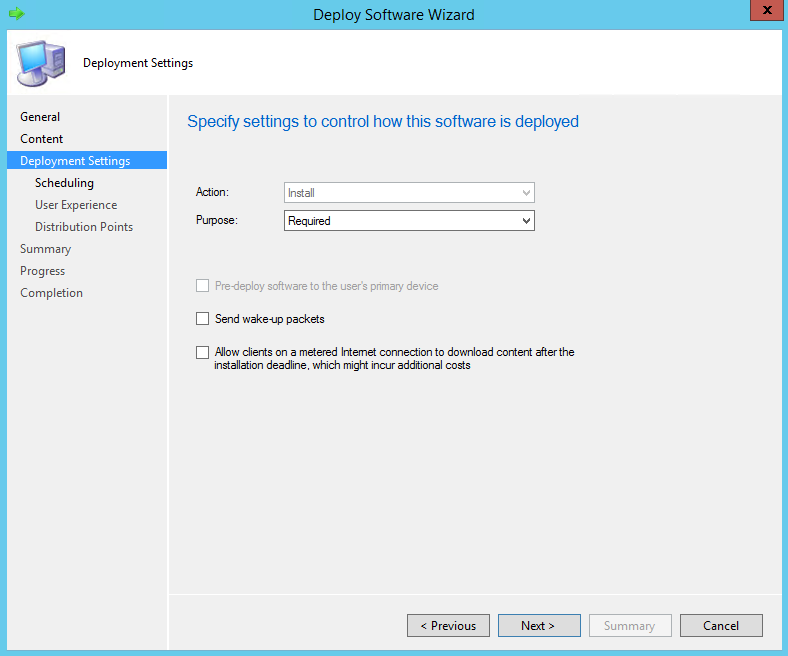 Deploy Software Wizard
x
Deployment Settings
General
Content
Deployment Settings
Scheduling
User Experience
Distribution Points
Summary
Progress
Completion
Specify settings to control how this software is deployed
Action: Install
Purpose: Required
Pre-deploy software to the user's primary device
Send wake-up packets
Allow clients on a metered Internet connection to download content after the
installation deadline, which might incur additional costs
< Previous Next > Summary Cancel